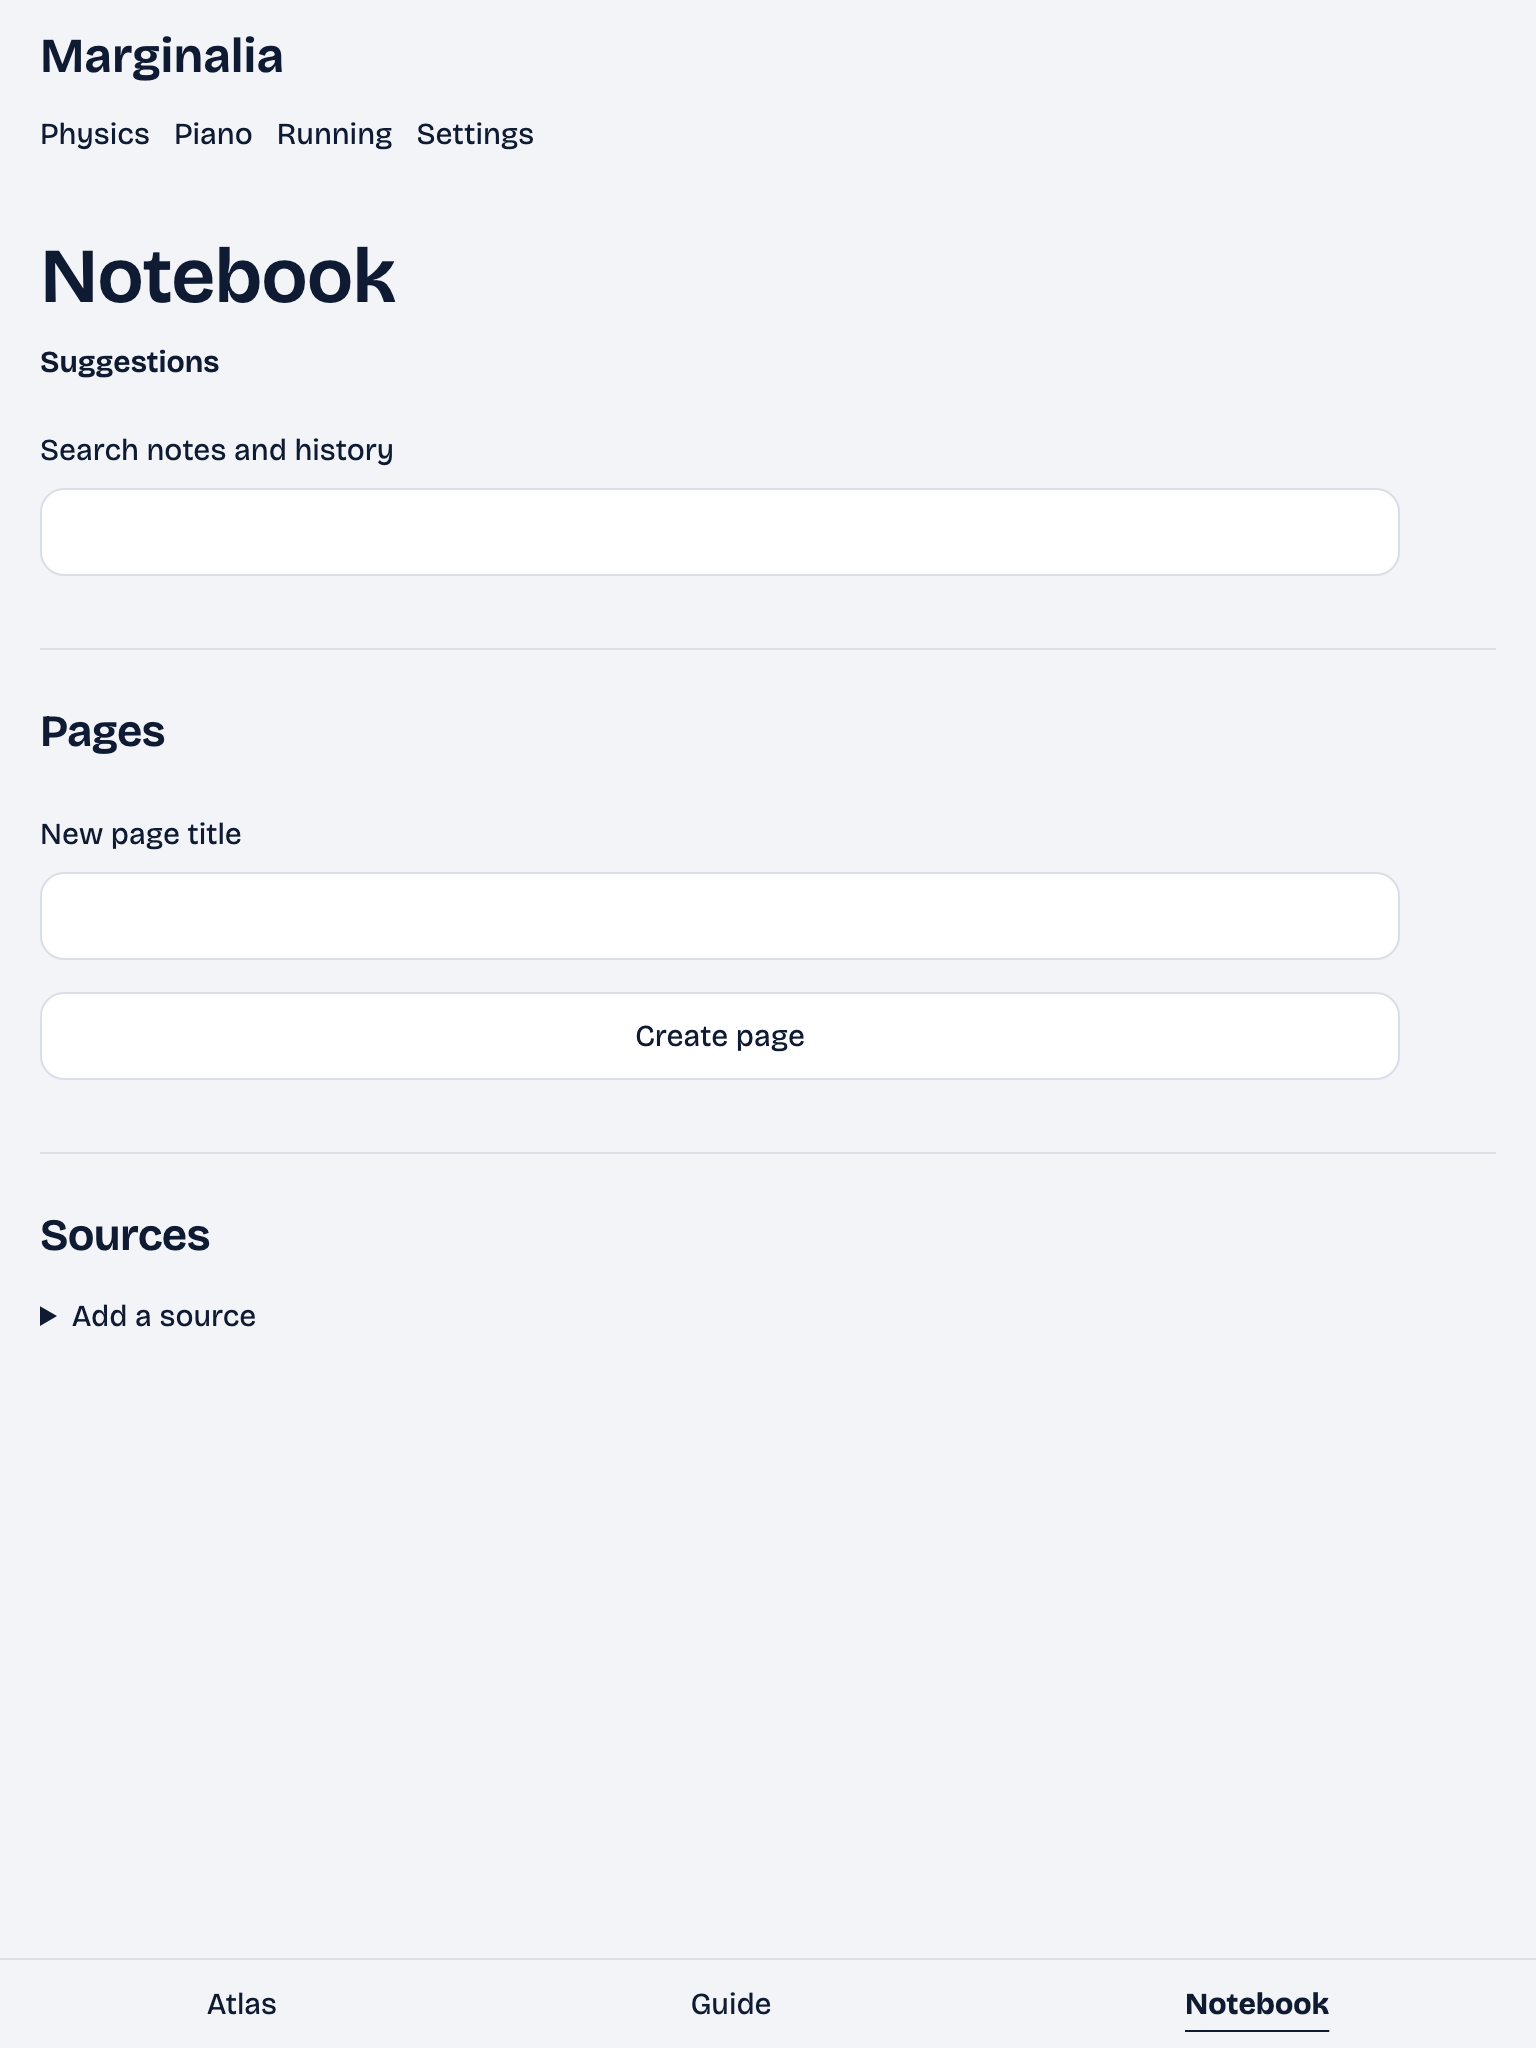 Marginalia
Physics Piano Running Settings
Notebook
Suggestions
Search notes and history
Pages
New page title
Create page
Sources
Add a source
Atlas Guide Notebook